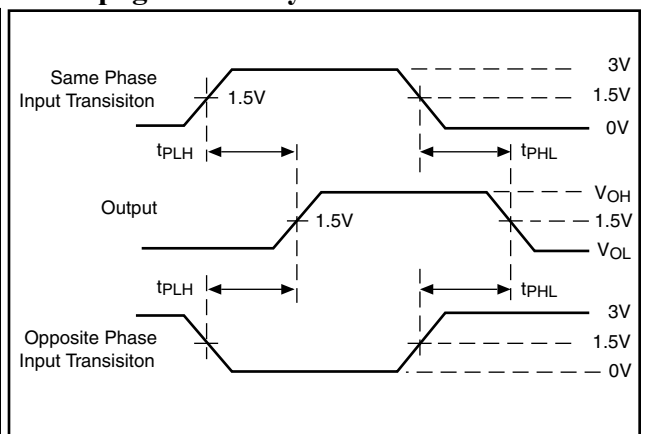 Same Phase
Input Transisiton
1.5V
3V
1.5V
0V
tPLH
tPHL
Output
1.5V
VOH
1.5V
VOL
tPLH
tPHL
Opposite Phase
Input Transisiton
3V
1.5V
0V